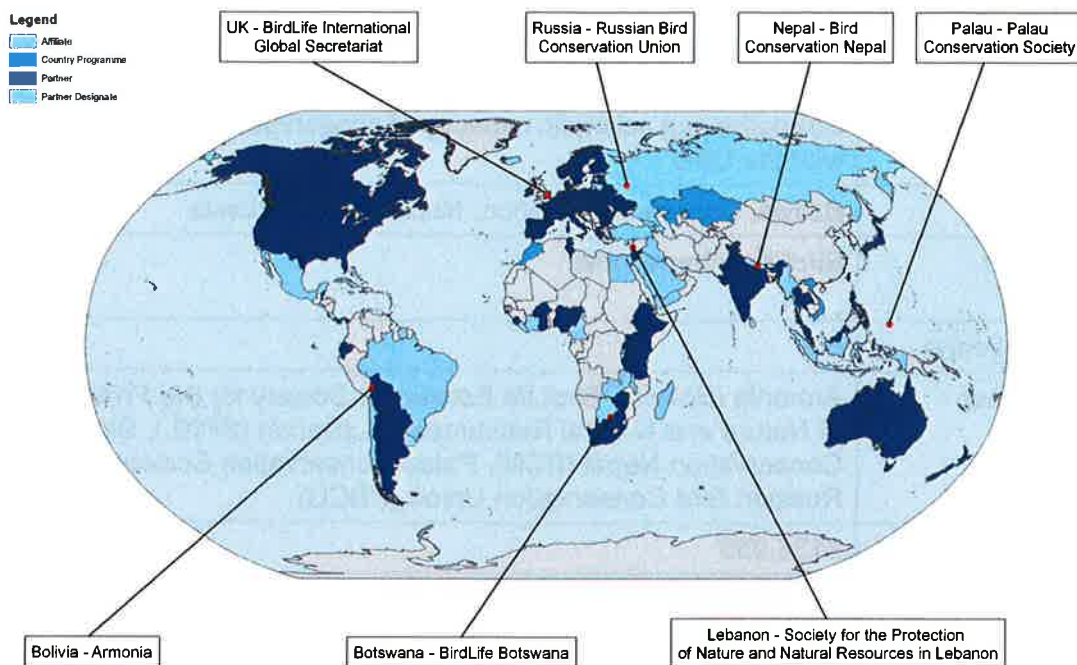 Legend
Affiliate
Country Programme
Partner
Partner Designate
UK - BirdLife International
Global Secretariat
Russia - Russian Bird
Conservation Union
Nepal - Bird
Conservation Nepal
Palau - Palau
Conservation Society
Bolivia - Armonia
Botswana - BirdLife Botswana
Lebanon - Society for the Protection
of Nature and Natural Resources in Lebanon